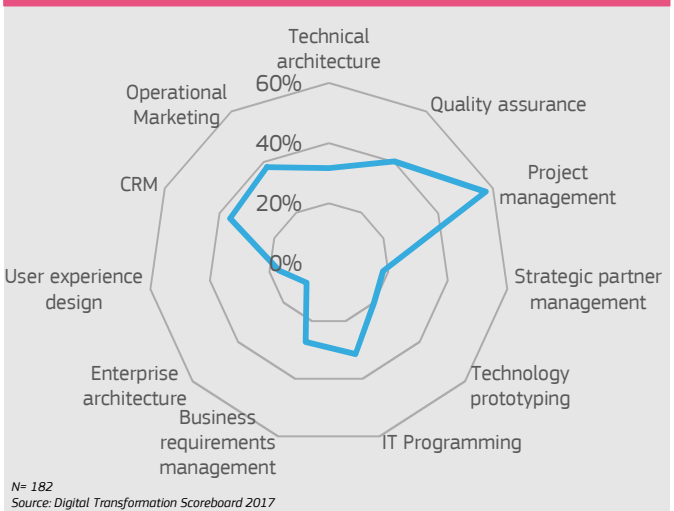 Technical
architecture
60%
Operational
Marketing
Quality assurance
40%
CRM
Project
management
20%
0%
User experience
design
Strategic partner
management
Enterprise
architecture
Technology
prototyping
Business
requirements
management
IT Programming
N= 182
Source: Digital Transformation Scoreboard 2017